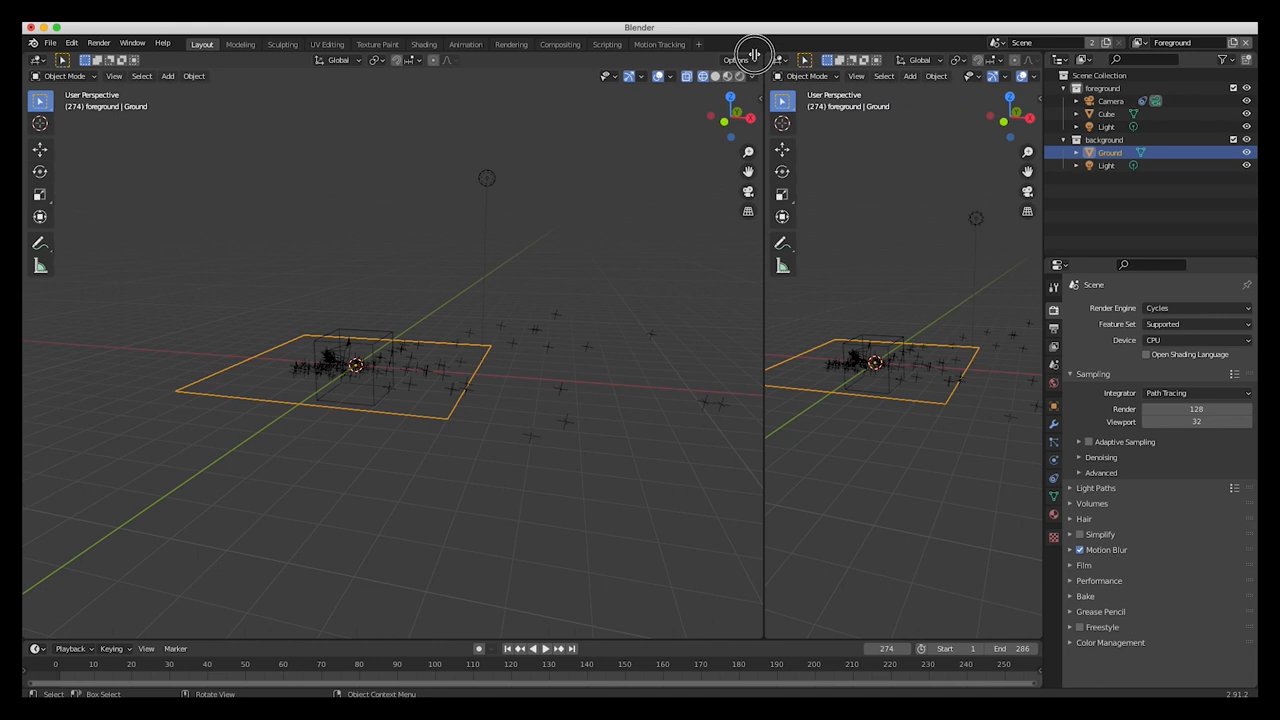 Blender
File Edit Render Window Help Layout Modeling Sculpting UV Editing Texture Paint Shading Animation Rendering Compositing Scripting Motion Tracking + Scene 2 Foreground
Global Options Global
Object Mode View Select Add Object Object Mode View Select Add Object
User Perspective
(274) foreground | Ground
Z
Y
X
User Perspective
(274) foreground | Ground
Z
Y
X
Scene Collection
foreground
Camera
Cube
Light
background
Ground
Light
Scene
Render Engine Cycles
Feature Set Supported
Device CPU
Open Shading Language
Sampling
Integrator Path Tracing
Render 128
Viewport 32
Adaptive Sampling
Denoising
Advanced
Light Paths
Volumes
Hair
Simplify
Motion Blur
Film
Performance
Bake
Grease Pencil
Freestyle
Color Management
Playback Keying View Marker 274 Start 1 End 286
0 10 20 30 40 50 60 70 80 90 100 110 120 130 140 150 160 170 180 190 200 210 220 230 240 250
Select Box Select Rotate View Object Context Menu 2.91.2